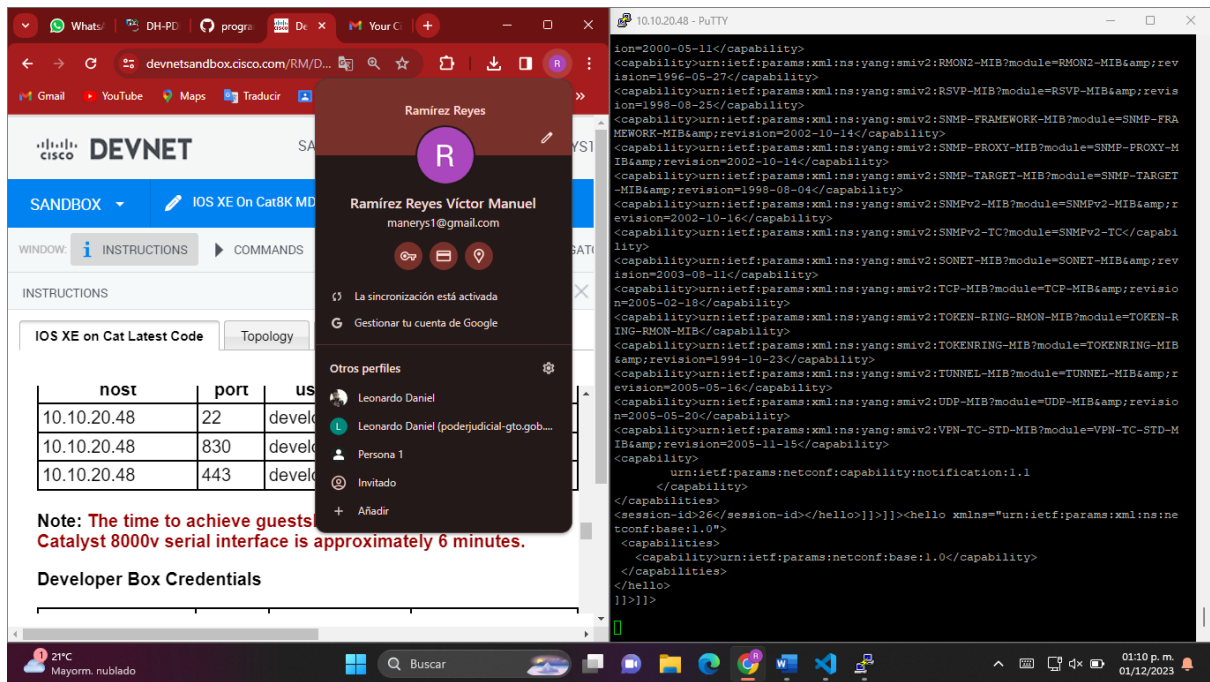 Whats
DH-PD
progra
De
Your Ci
devnetsandbox.cisco.com/RM/D...
R
Gmail
YouTube
Maps
Traducir
»
CISCO DEVNET
SA
YS1
SANDBOX
IOS XE On Cat8K MD
WINDOW:
INSTRUCTIONS
COMMANDS
GAT
INSTRUCTIONS
IOS XE on Cat Latest Code
Topology
host port us
10.10.20.48 22 develo
10.10.20.48 830 develo
10.10.20.48 443 develo
Note: The time to achieve guests
Catalyst 8000v serial interface is approximately 6 minutes.
Developer Box Credentials
Ramírez Reyes
R
Ramírez Reyes Víctor Manuel
manerys1@gmail.com
La sincronización está activada
G Gestionar tu cuenta de Google
Otros perfiles
Leonardo Daniel
L Leonardo Daniel (poderjudicial-gto.gob....
Persona 1
Invitado
+ Añadir
10.10.20.48 - PuTTY
ion=2000-05-11</capability>
<capability>urn:ietf:params:xml:ns:yang:smiv2:RMON2-MIB?module=RMON2-MIB&amp;rev
ision=1996-05-27</capability>
<capability>urn:ietf:params:xml:ns:yang:smiv2:RSVP-MIB?module=RSVP-MIB&amp;revis
ion=1998-08-25</capability>
<capability>urn:ietf:params:xml:ns:yang:smiv2:SNMP-FRAMEWORK-MIB?module=SNMP-FRA
MEWORK-MIB&amp;revision=2002-10-14</capability>
<capability>urn:ietf:params:xml:ns:yang:smiv2:SNMP-PROXY-MIB?module=SNMP-PROXY-M
IB&amp;revision=2002-10-14</capability>
<capability>urn:ietf:params:xml:ns:yang:smiv2:SNMP-TARGET-MIB?module=SNMP-TARGET
-MIB&amp;revision=1998-08-04</capability>
<capability>urn:ietf:params:xml:ns:yang:smiv2:SNMPv2-MIB?module=SNMPv2-MIB&amp;r
evision=2002-10-16</capability>
<capability>urn:ietf:params:xml:ns:yang:smiv2:SNMPv2-TC?module=SNMPv2-TC</capabi
lity>
<capability>urn:ietf:params:xml:ns:yang:smiv2:SONET-MIB?module=SONET-MIB&amp;rev
ision=2003-08-11</capability>
<capability>urn:ietf:params:xml:ns:yang:smiv2:TCP-MIB?module=TCP-MIB&amp;revisio
n=2005-02-18</capability>
<capability>urn:ietf:params:xml:ns:yang:smiv2:TOKEN-RING-RMON-MIB?module=TOKEN-R
ING-RMON-MIB</capability>
<capability>urn:ietf:params:xml:ns:yang:smiv2:TOKENRING-MIB?module=TOKENRING-MIB
&amp;revision=1994-10-23</capability>
<capability>urn:ietf:params:xml:ns:yang:smiv2:TUNNEL-MIB?module=TUNNEL-MIB&amp;r
evision=2005-05-16</capability>
<capability>urn:ietf:params:xml:ns:yang:smiv2:UDP-MIB?module=UDP-MIB&amp;revisio
n=2005-05-20</capability>
<capability>urn:ietf:params:xml:ns:yang:smiv2:VPN-TC-STD-MIB?module=VPN-TC-STD-M
IB&amp;revision=2005-11-15</capability>
<capability>
urn:ietf:params:netconf:capability:notification:1.1
</capability>
</capabilities>
<session-id>26</session-id></hello>]]>]]><hello xmlns="urn:ietf:params:xml:ns:ne
tconf:base:1.0">
<capabilities>
<capability>urn:ietf:params:netconf:base:1.0</capability>
</capabilities>
</hello>
]]>]]>
1
21°C
Mayorm. nublado
Buscar
01:10 p. m.
01/12/2023